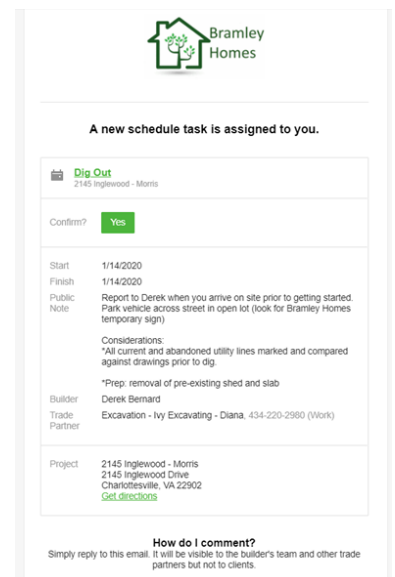 Bramley
Homes
A new schedule task is assigned to you.
Dig Out
2145 Inglewood - Morris
Confirm?
Yes
Start 1/14/2020
Finish 1/14/2020
Public Note Report to Derek when you arrive on site prior to getting started.
Park vehicle across street in open lot (look for Bramley Homes
temporary sign)
Considerations:
*All current and abandoned utility lines marked and compared
against drawings prior to dig.
*Prep: removal of pre-existing shed and slab
Builder Derek Bernard
Trade Partner Excavation - Ivy Excavating - Diana, 434-220-2980 (Work)
Project 2145 Inglewood - Morris
2145 Inglewood Drive
Charlottesville, VA 22902
Get directions
How do I comment?
Simply reply to this email. It will be visible to the builder's team and other trade
partners but not to clients.